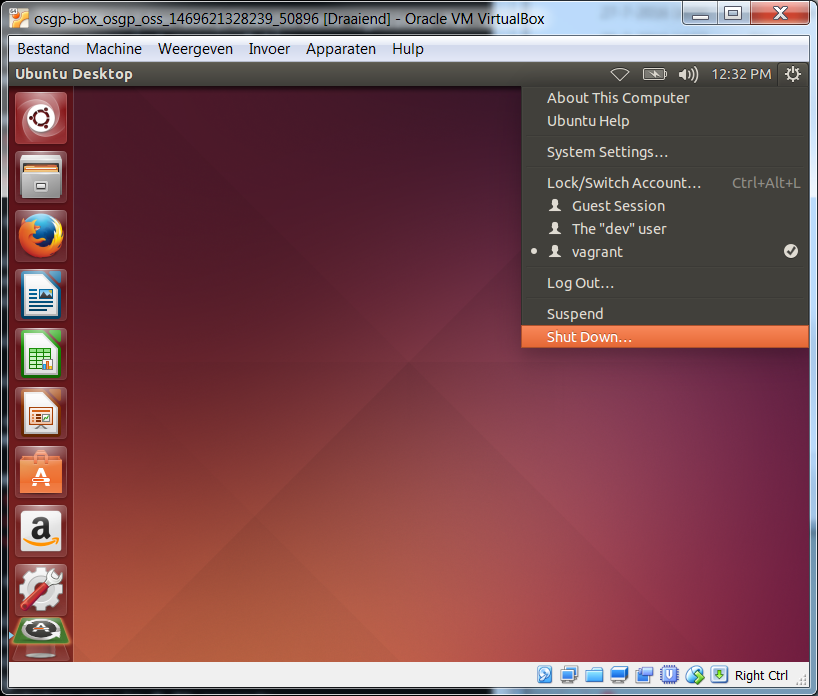 osgp-box_osgp_oss_1469621328239_50896 [Draaiend] - Oracle VM VirtualBox
Bestand Machine Weergeven Invoer Apparaten Hulp
Ubuntu Desktop 12:32 PM
About This Computer
Ubuntu Help
System Settings...
Lock/Switch Account... Ctrl+Alt+L
Guest Session
The "dev" user
vagrant
Log Out...
Suspend
Shut Down...
Right Ctrl